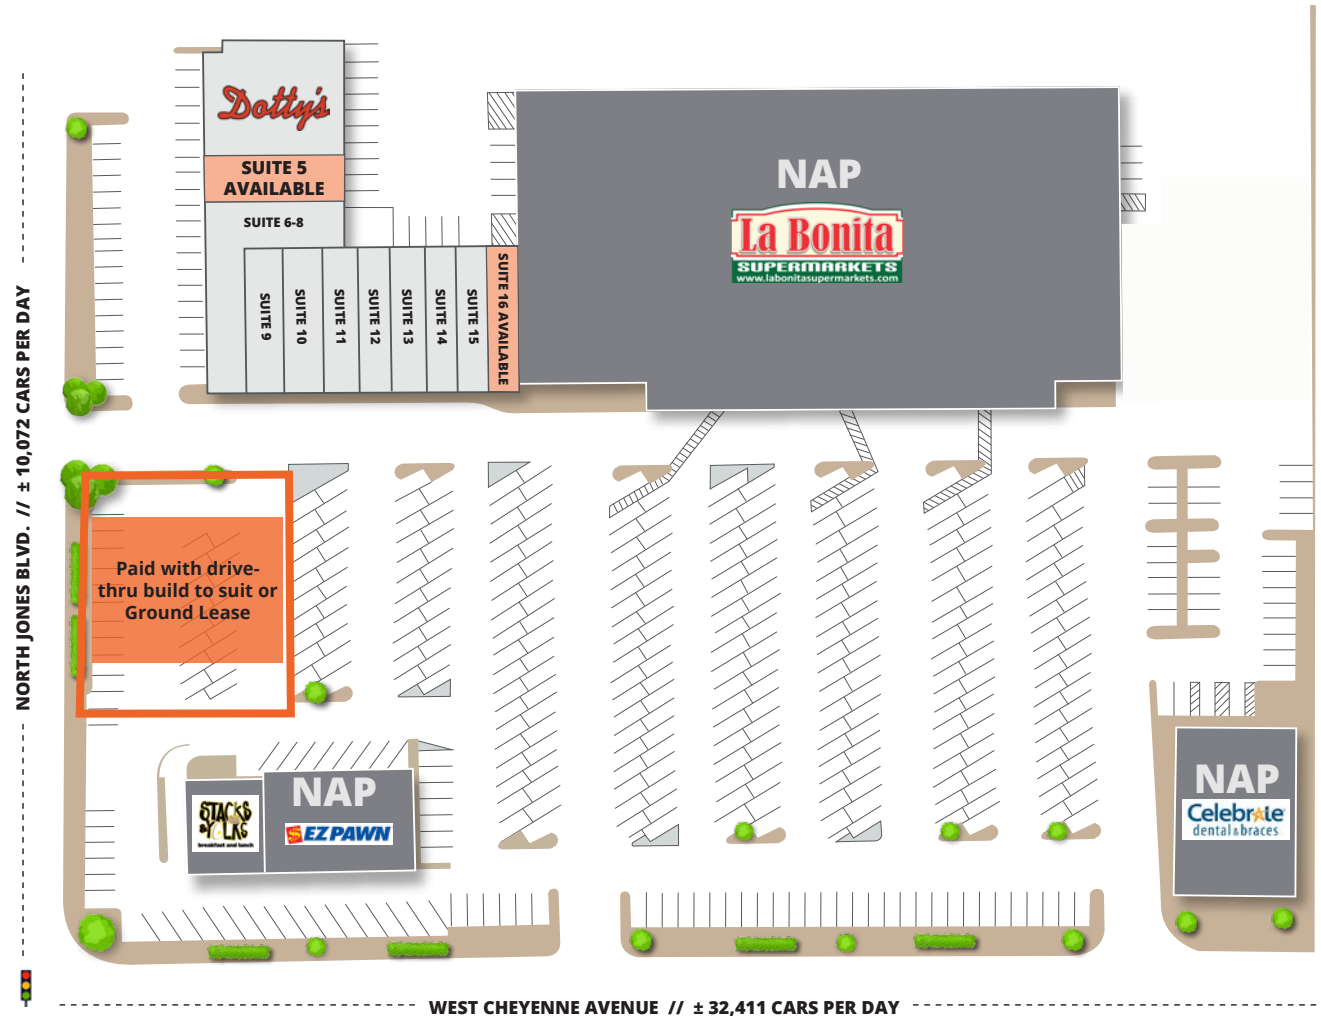 Dotty's
SUITE 5
AVAILABLE
SUITE 6-8
SUITE 9
SUITE 10
SUITE 11
SUITE 12
SUITE 13
SUITE 14
SUITE 15
SUITE 16 AVAILABLE
NAP
La Bonita
SUPERMARKETS
www.labonitasupermarkets.com
NORTH JONES BLVD. // ± 10,072 CARS PER DAY
Paid with drive-
thru build to suit or
Ground Lease
NAP
STACKS
& YOLKS
breakfast and lunch
$ EZPAWN
NAP
Celebrate
dental & braces
WEST CHEYENNE AVENUE // ± 32,411 CARS PER DAY